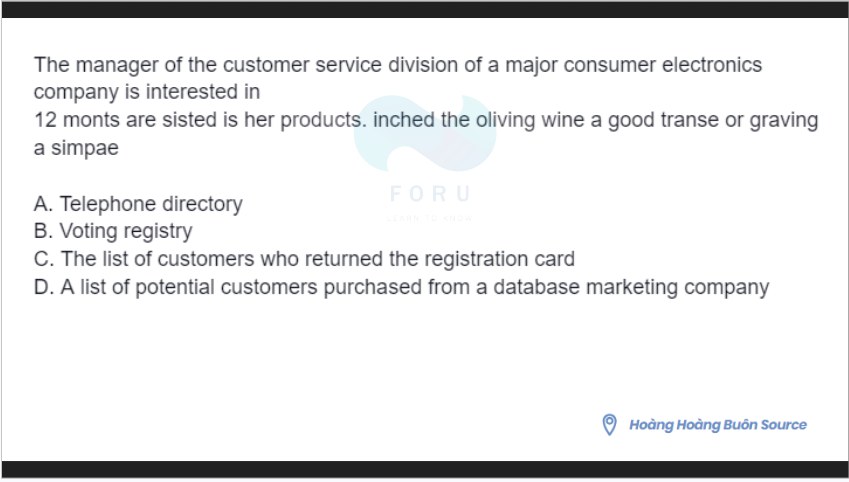 The manager of the customer service division of a major consumer electronics
company is interested in
12 monts are sisted is her products. inched the oliving wine a good transe or graving
a simpae
FORU
A. Telephone directory
B. Voting registry
C. The list of customers who returned the registration card
D. A list of potential customers purchased from a database marketing company
Hoàng Hoàng Buôn Source